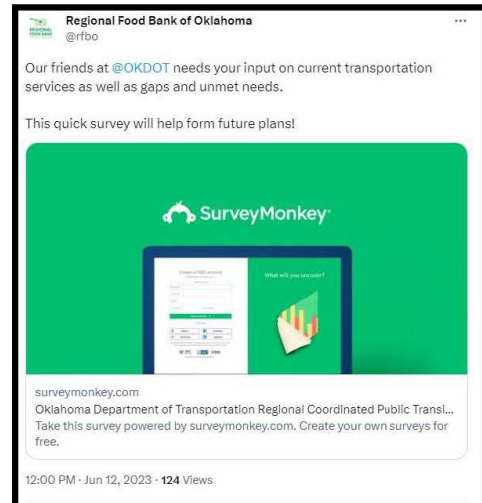 Regional Food Bank of Oklahoma
@rfbo
Our friends at @OKDOT needs your input on current transportation
services as well as gaps and unmet needs.
This quick survey will help form future plans!
SurveyMonkey
Create a FREE account
What will you uncover?
surveymonkey.com
Oklahoma Department of Transportation Regional Coordinated Public Transi...
Take this survey powered by surveymonkey.com. Create your own surveys for
free.
12:00 PM · Jun 12, 2023 · 124 Views